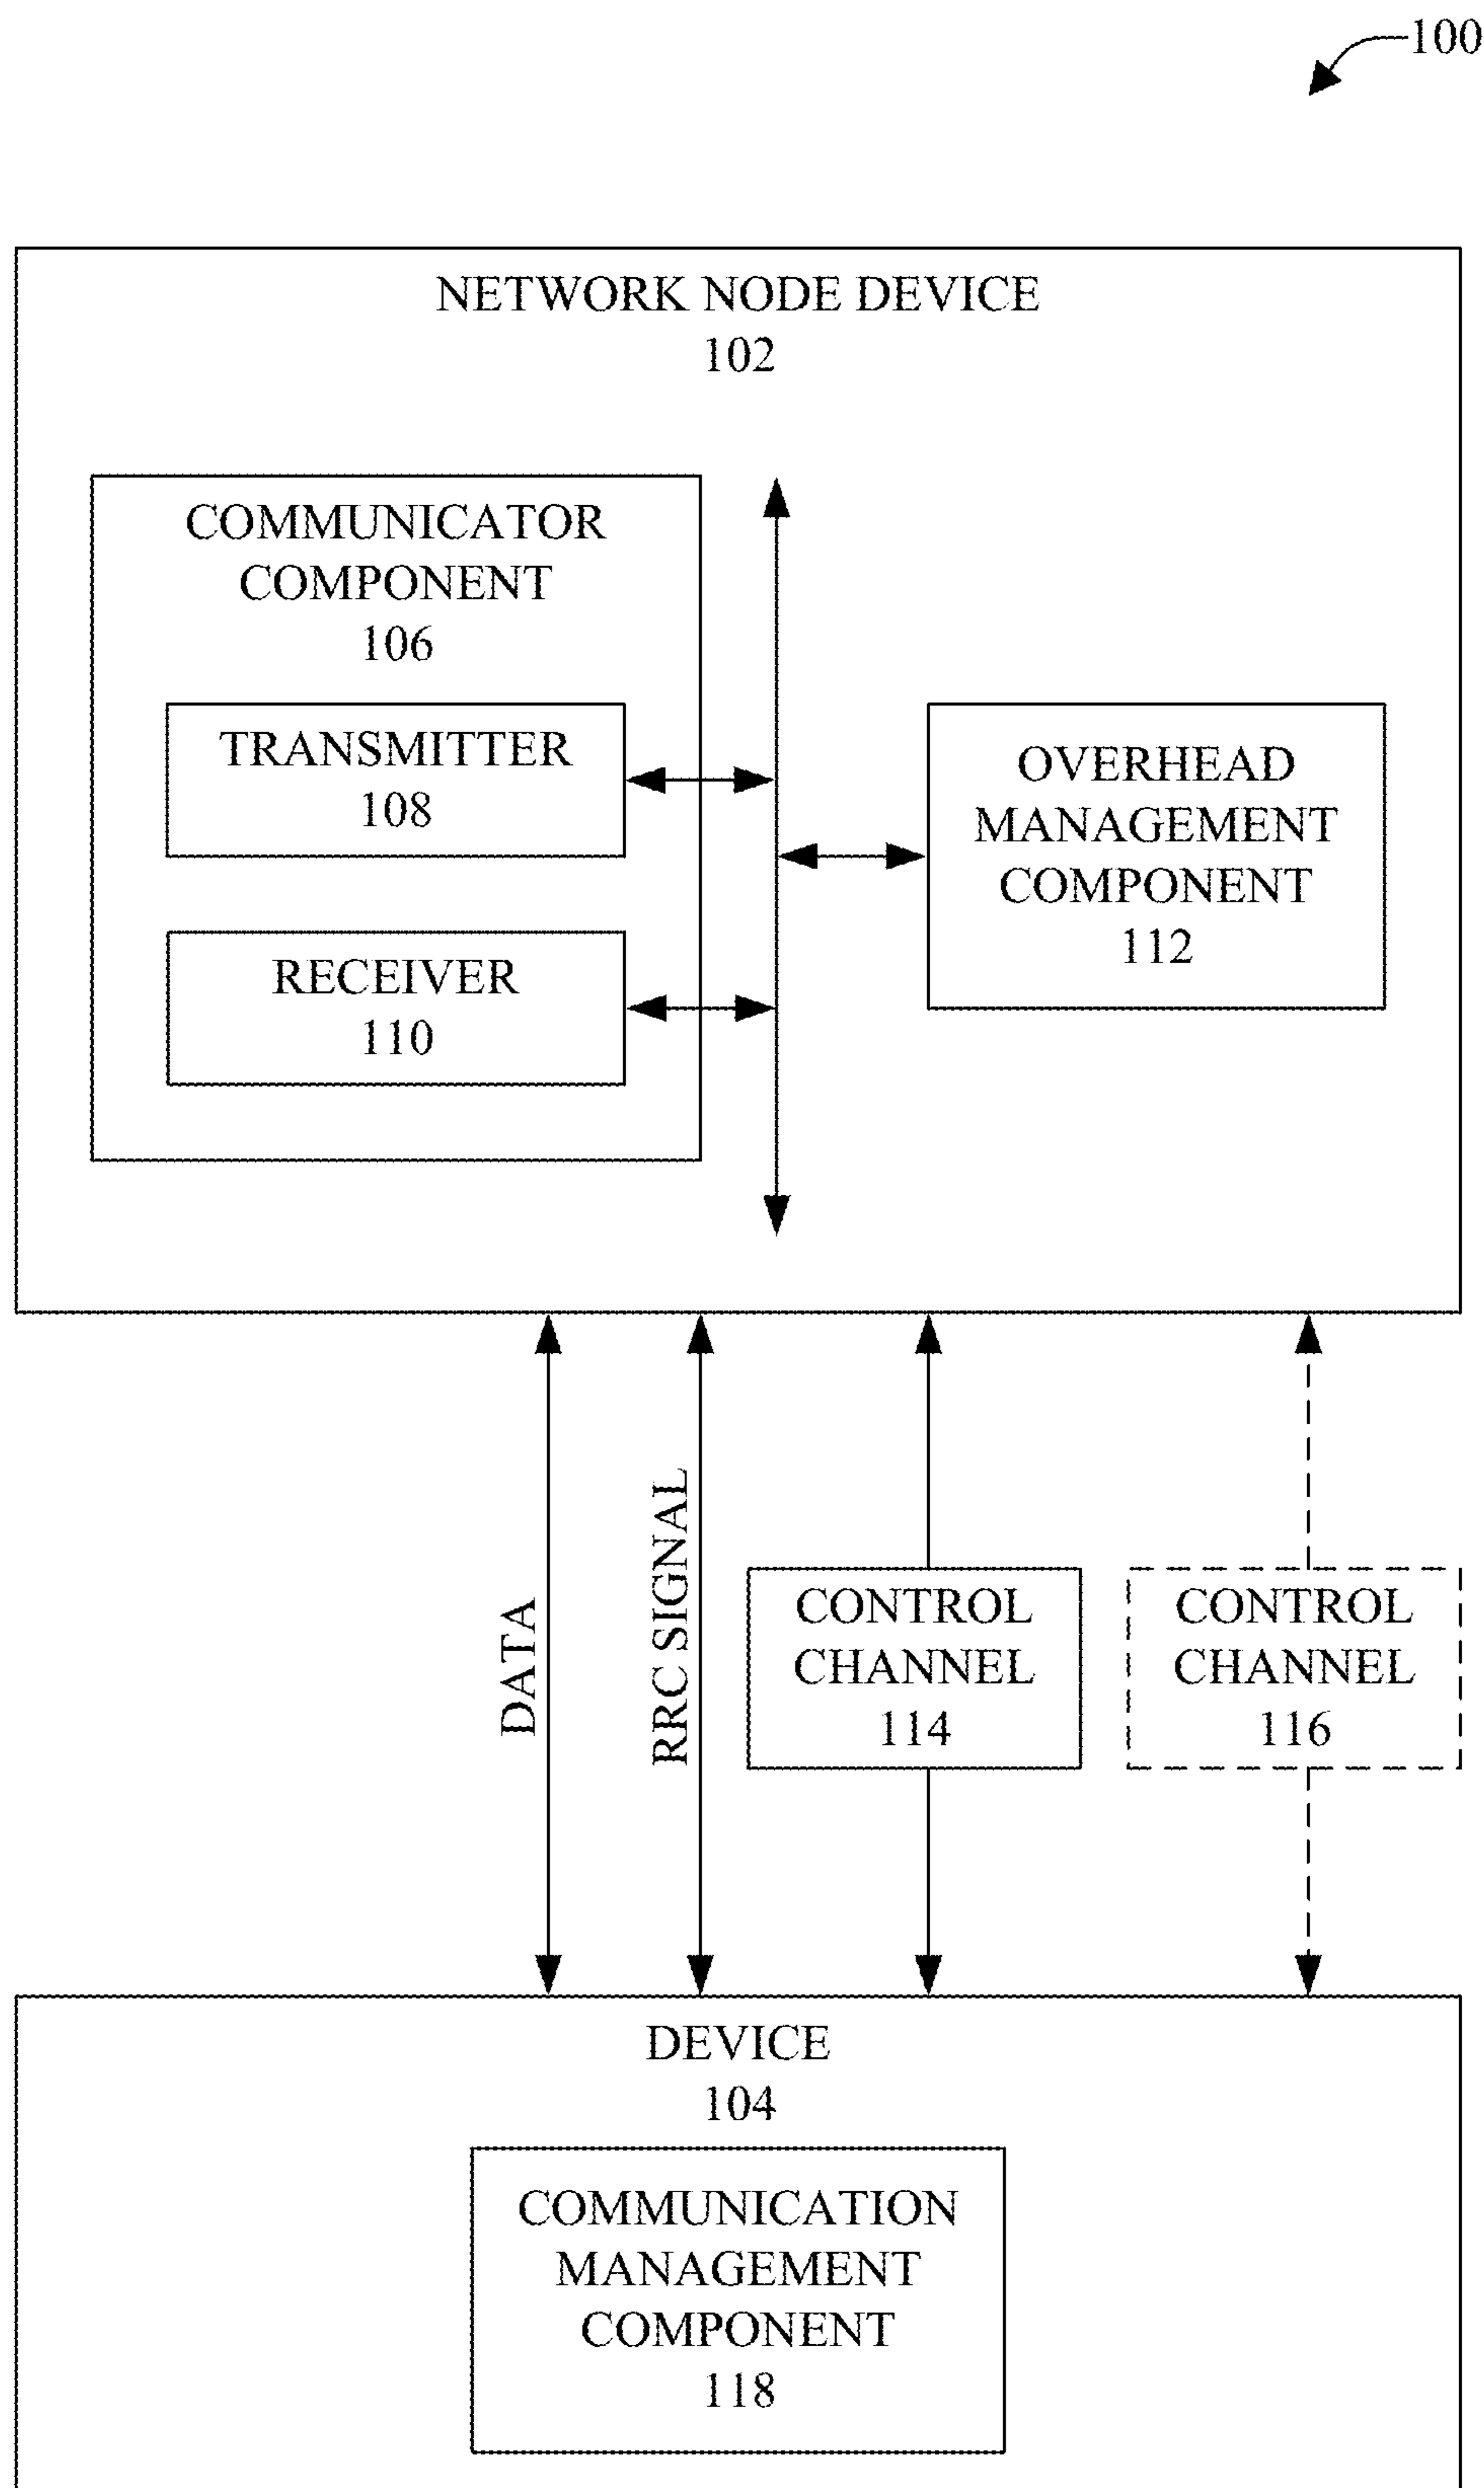 100
NETWORK NODE DEVICE
102
COMMUNICATOR
COMPONENT
106
TRANSMITTER
108
RECEIVER
110
OVERHEAD
MANAGEMENT
COMPONENT
112
DATA
RRC SIGNAL
CONTROL
CHANNEL
114
CONTROL
CHANNEL
116
DEVICE
104
COMMUNICATION
MANAGEMENT
COMPONENT
118